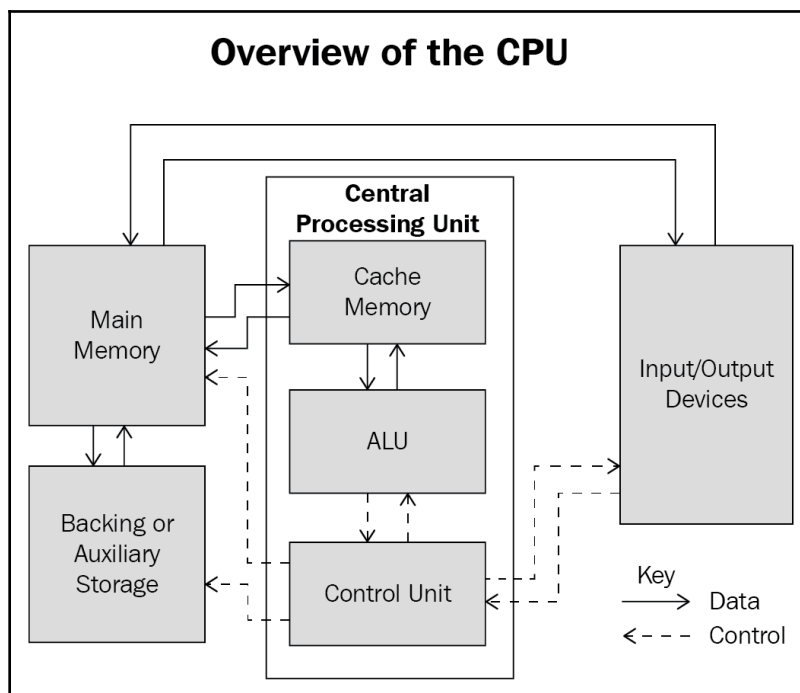 Overview of the CPU
Central
Processing Unit
Main
Memory
Cache
Memory
Input/Output
Devices
ALU
Backing or
Auxiliary
Storage
Control Unit
Key
Data
Control